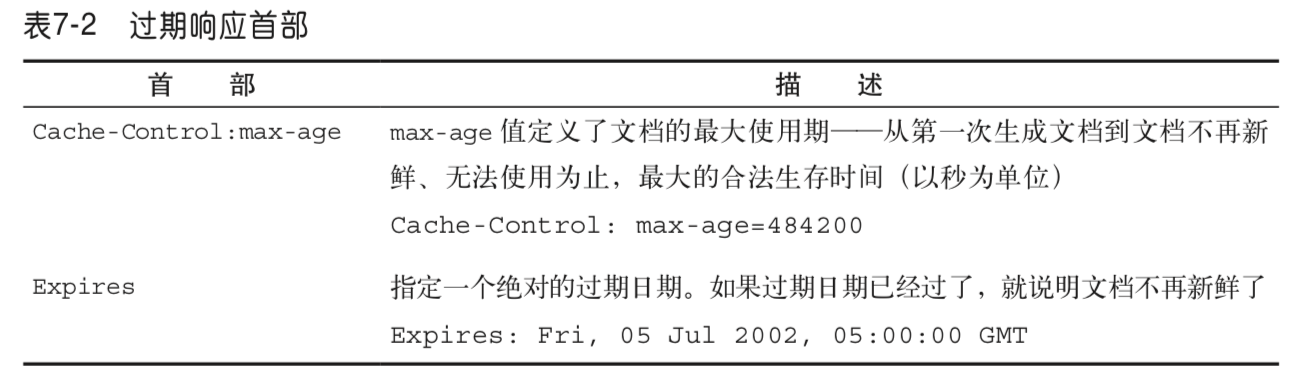 表7-2 过期响应首部
首 部 描 述
Cache-Control:max-age max-age 值定义了文档的最大使用期——从第一次生成文档到文档不再新
鲜、无法使用为止，最大的合法生存时间（以秒为单位）
Cache-Control: max-age=484200
Expires 指定一个绝对的过期日期。如果过期日期已经过了，就说明文档不再新鲜了
Expires: Fri, 05 Jul 2002, 05:00:00 GMT